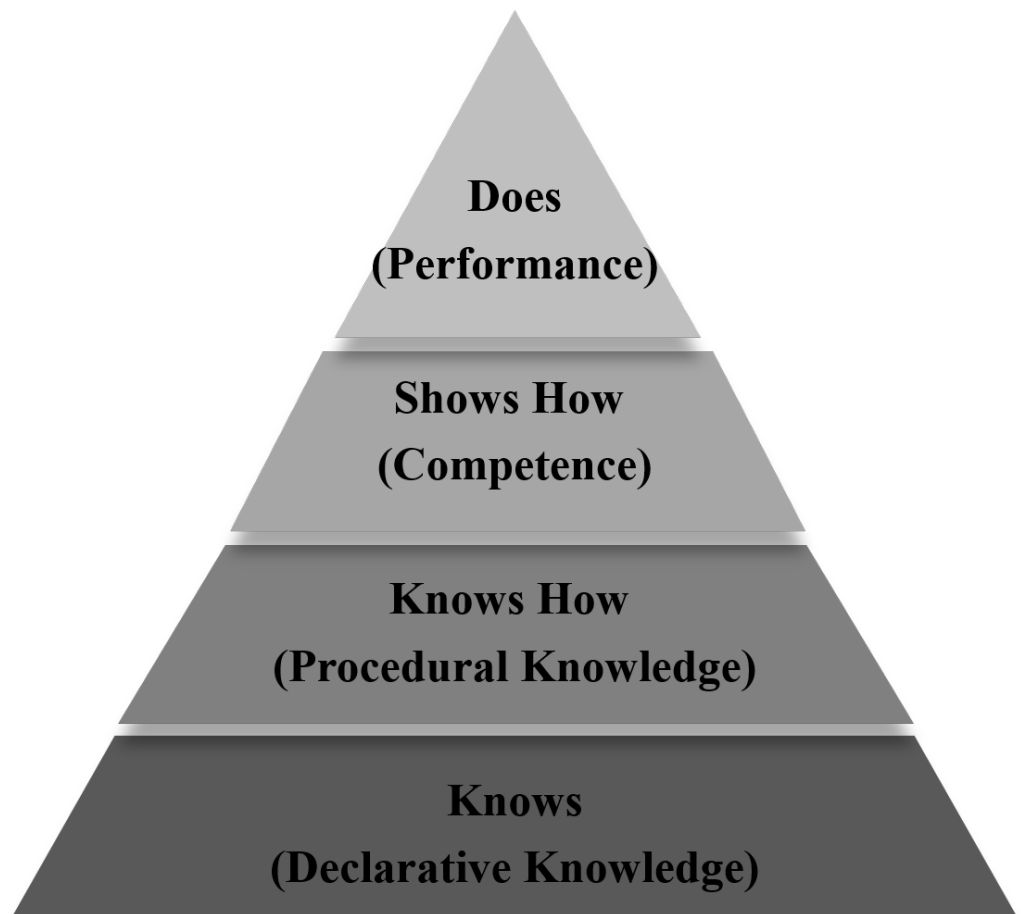 Does
(Performance)
Shows How
(Competence)
Knows How
(Procedural Knowledge)
Knows
(Declarative Knowledge)